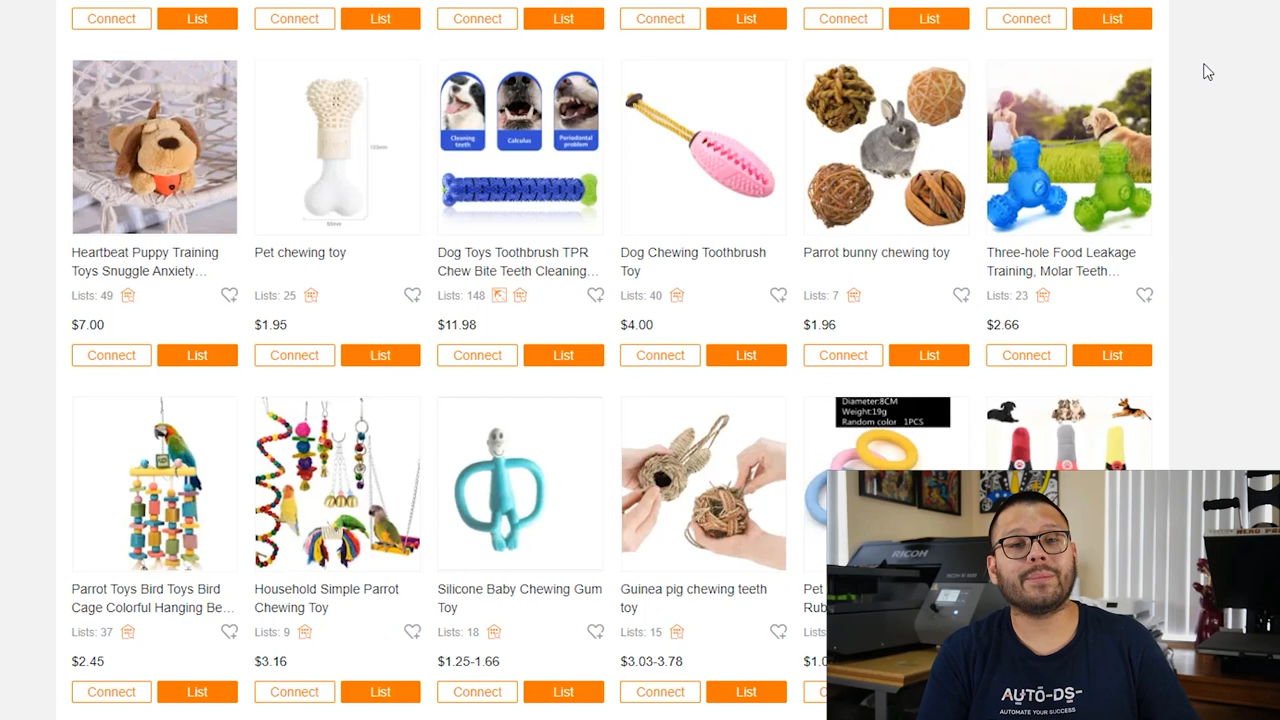 Connect List Connect List Connect List Connect List Connect List Connect List
Cleaning teeth
Calculus
Periodontal problem
Heartbeat Puppy Training
Toys Snuggle Anxiety...
Lists: 49
$7.00
Connect List
Pet chewing toy
Lists: 25
$1.95
Connect List
Dog Toys Toothbrush TPR
Chew Bite Teeth Cleaning...
Lists: 148
$11.98
Connect List
Dog Chewing Toothbrush
Toy
Lists: 40
$4.00
Connect List
Parrot bunny chewing toy
Lists: 7
$1.96
Connect List
Three-hole Food Leakage
Training, Molar Teeth...
Lists: 23
$2.66
Connect List
Parrot Toys Bird Toys Bird
Cage Colorful Hanging Be...
Lists: 37
$2.45
Connect List
Household Simple Parrot
Chewing Toy
Lists: 9
$3.16
Connect List
Silicone Baby Chewing Gum
Toy
Lists: 18
$1.25-1.66
Connect List
Guinea pig chewing teeth
toy
Lists: 15
$3.03-3.78
Connect List
Diameter:8CM
Weight:19g
Random color 1PCS
Pet
Lists
RICOH
AUTO-DS-
AUTOMATE YOUR SUCCESS